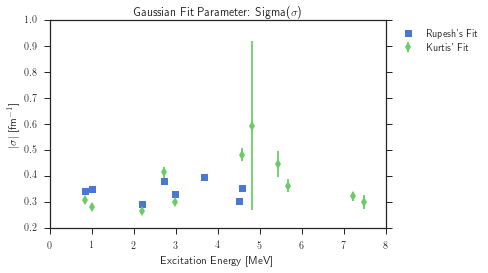 Gaussian Fit Parameter: Sigma(σ)
1.0
0.9
0.8
0.7
0.6
0.5
0.4
0.3
0.2
|σ| [fm⁻¹]
0 1 2 3 4 5 6 7 8
Excitation Energy [MeV]
Rupesh's Fit
Kurtis' Fit